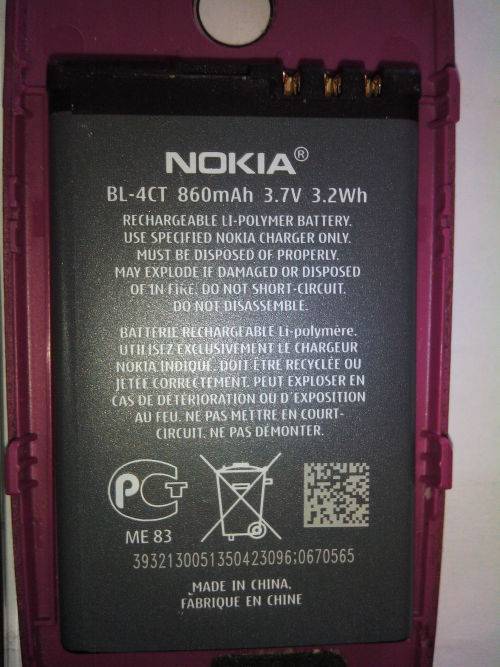 NOKIA®
BL-4CT 860mAh 3.7V 3.2Wh
RECHARGEABLE LI-POLYMER BATTERY.
USE SPECIFIED NOKIA CHARGER ONLY.
MUST BE DISPOSED OF PROPERLY.
MAY EXPLODE IF DAMAGED OR DISPOSED
OF IN FIRE. DO NOT SHORT-CIRCUIT.
DO NOT DISASSEMBLE.
BATTERIE RECHARGEABLE Li-polymère.
UTILISEZ EXCLUSIVEMENT LE CHARGEUR
NOKIA INDIQUÉ. DOIT ÊTRE RECYCLÉE OU
JETÉE CORRECTEMENT. PEUT EXPLOSER EN
CAS DE DÉTÉRIORATION OU D'EXPOSITION
AU FEU. NE PAS METTRE EN COURT-
CIRCUIT. NE PAS DÉMONTER.
PCT
ME 83
3932130051350423096;0670565
MADE IN CHINA.
FABRIQUÉ EN CHINE